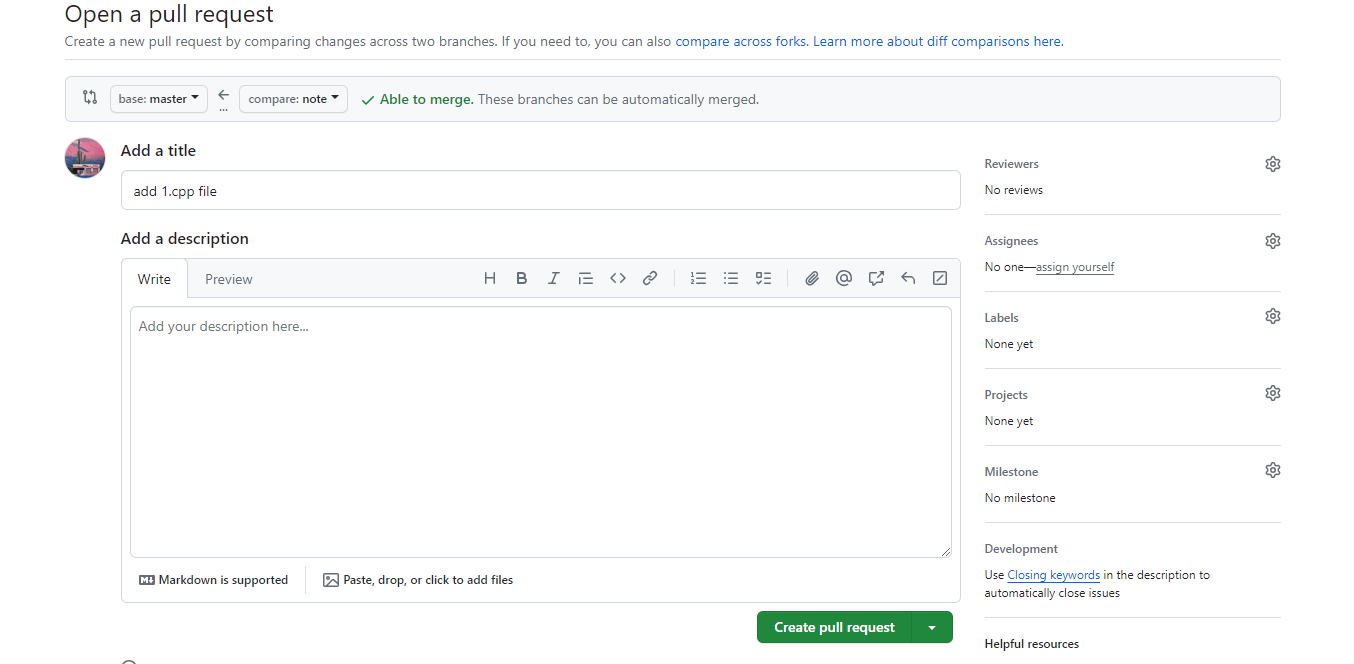 Open a pull request
Create a new pull request by comparing changes across two branches. If you need to, you can also compare across forks. Learn more about diff comparisons here.
base: master
...
compare: note
Able to merge. These branches can be automatically merged.
Add a title
add 1.cpp file
Add a description
Write
Preview
Add your description here...
Markdown is supported
Paste, drop, or click to add files
Create pull request
Reviewers
No reviews
Assignees
No one—assign yourself
Labels
None yet
Projects
None yet
Milestone
No milestone
Development
Use Closing keywords in the description to
automatically close issues
Helpful resources